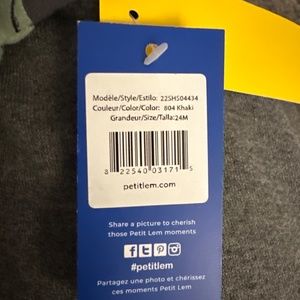 Modèle/Style/Estilo: 22SHS04434
Couleur/Color/Color: 804 Khaki
Grandeur/Size/Talla:24M
8 22540 03171 5
petitlem.com
Share a picture to cherish
those Petit Lem moments
#petitlem
Partagez une photo et chérissez
ces moments Petit Lem